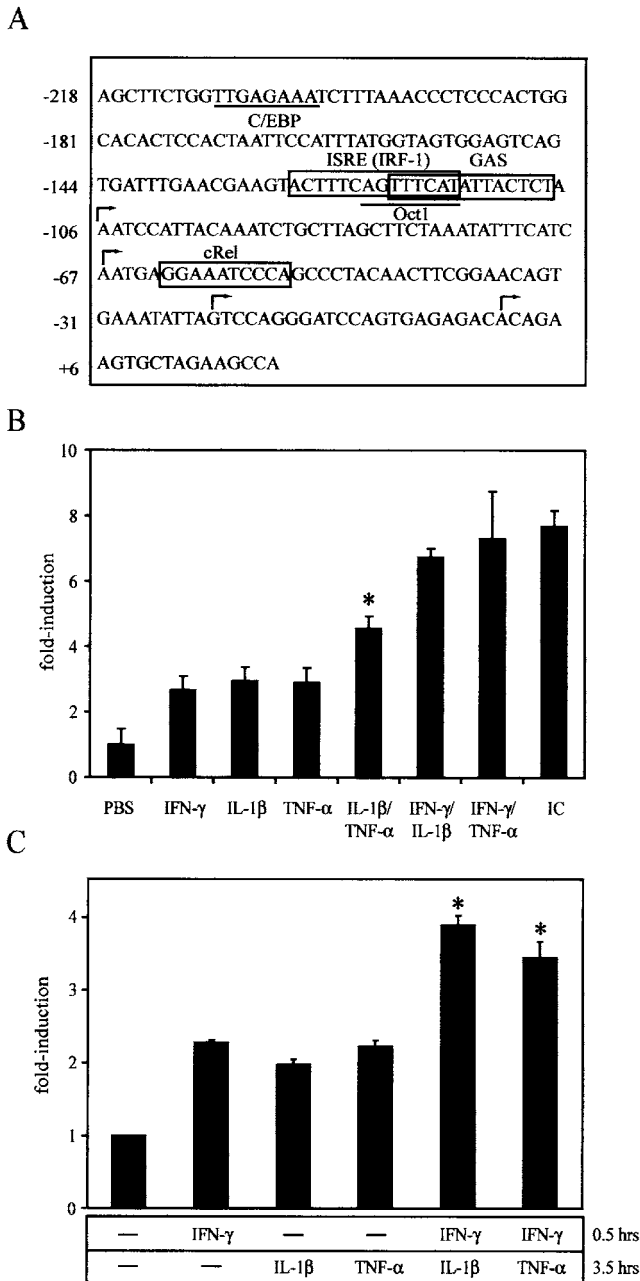 A
-218 AGCTTCTGGTTGAGAAATCTTTAAACCCTCCCACTGG
C/EBP
-181 CACACTCCACTAATTCCATTTATGGTAGTGGAGTCAG
ISRE (IRF-1) GAS
-144 TGATTTGAACGAAGTACTTTCAGTTTCATATTACTCTA
Oct1
-106 AATCCATTACAAATCTGCTTAGCTTCTAAATATTTCATC
cRel
-67 AATGAGGAAATCCCAGCCCTACAACTTCGGAACAGT
-31 GAAATATTAGTCCAGGGATCCAGTGAGAGACACAGA
+6 AGTGCTAGAAGCCA
B
10
8
6
4
2
0
fold-induction
*
PBS IFN-γ IL-1β TNF-α IL-1β/ TNF-α IFN-γ/ IL-1β IFN-γ/ TNF-α IC
C
4
3
2
1
0
fold-induction
* *
— IFN-γ — — IFN-γ IFN-γ 0.5 hrs
— — IL-1β TNF-α IL-1β TNF-α 3.5 hrs